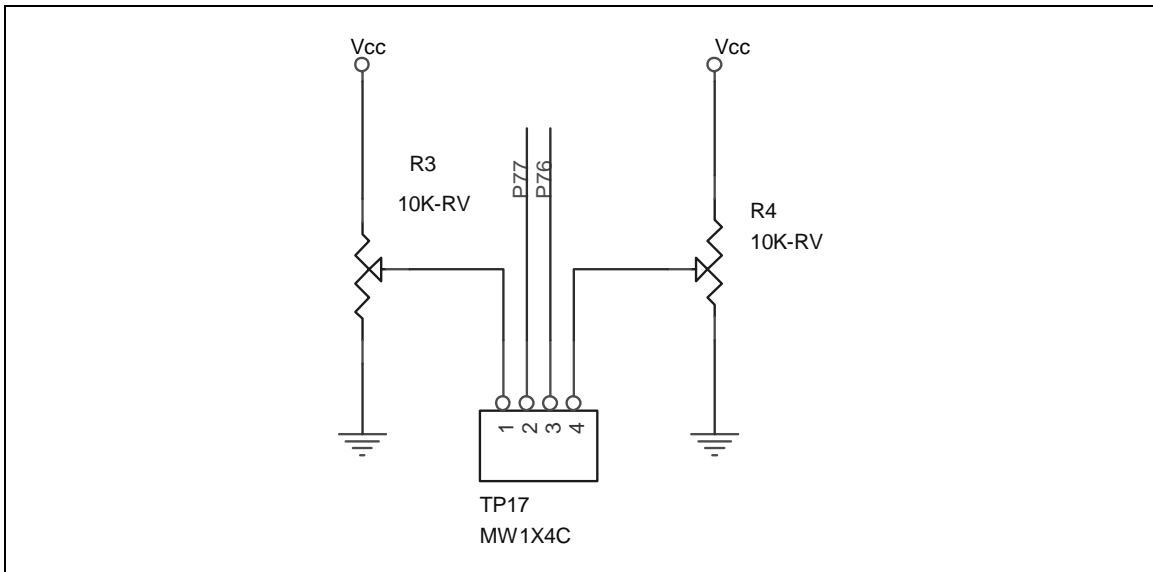 Vcc
Vcc
R3
10K-RV
P77
P76
R4
10K-RV
1
2
3
4
TP17
MW1X4C